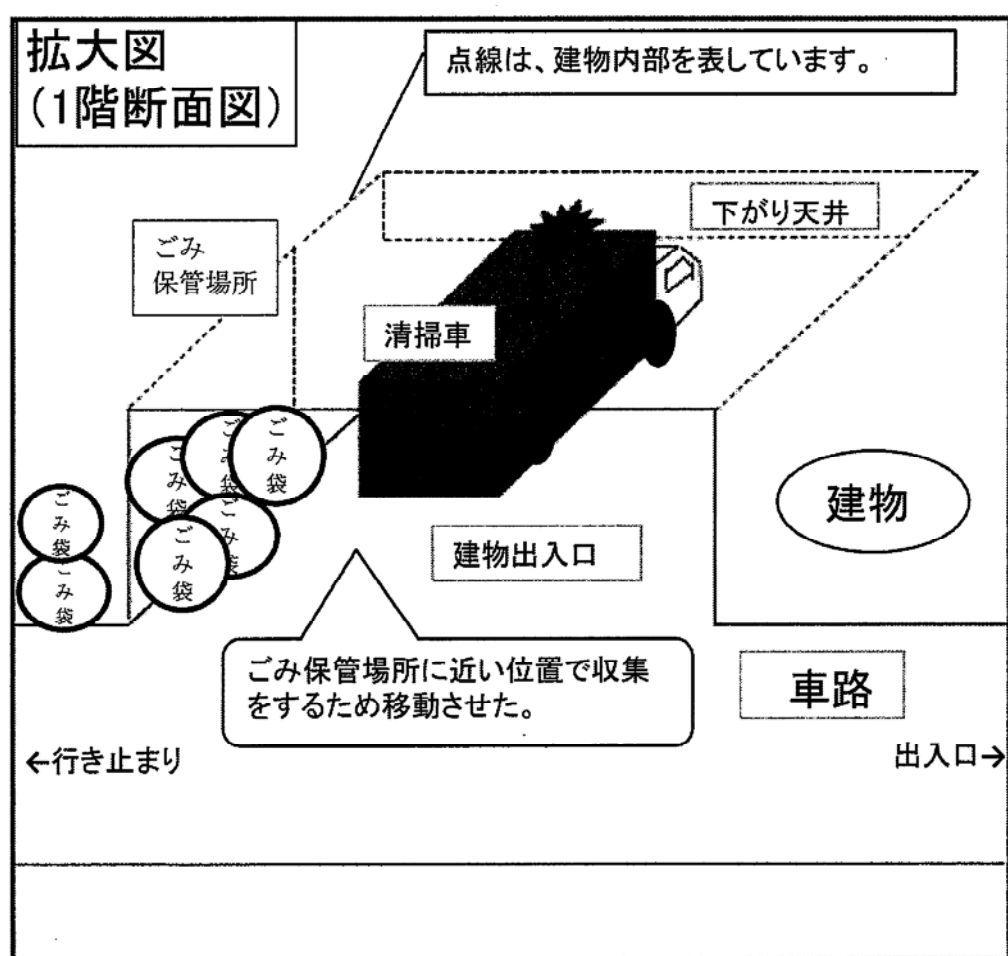 拡大図
(1階断面図)
点線は、建物内部を表しています。
下がり天井
ごみ
保管場所
清掃車
ごみ袋
ごみ袋
ごみ袋
ごみ袋
ごみ袋
ごみ袋
ごみ袋
建物
建物出入口
ごみ保管場所に近い位置で収集
をするため移動させた。
車路
←行き止まり
出入口→